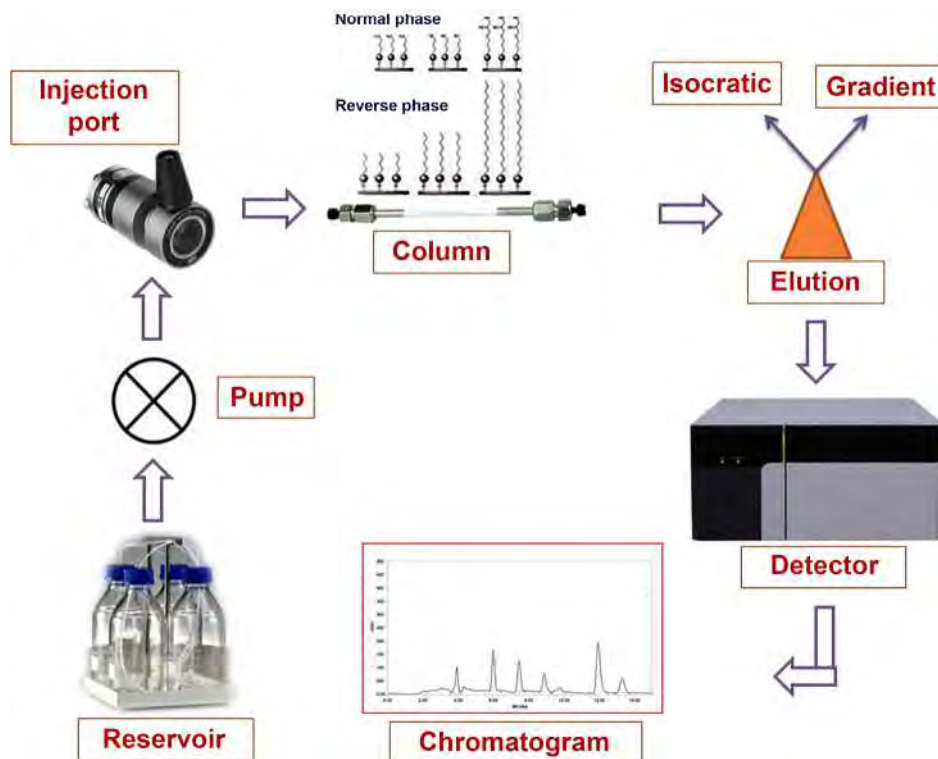 Normal phase
Reverse phase
Injection
port
Column
Isocratic
Gradient
Elution
Pump
Detector
Reservoir
Chromatogram